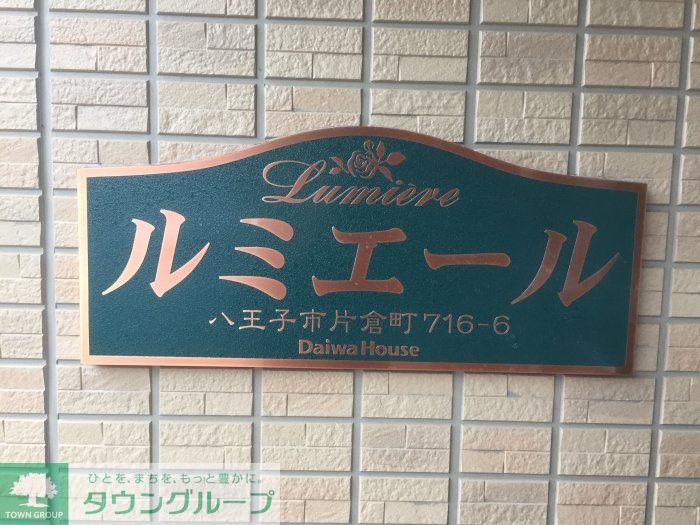 Lumière
ルミエール
八王子市片倉町716-6
DaiwaHouse
ひとを、まちを、もっと豊かに。
タウングループ
TOWN GROUP